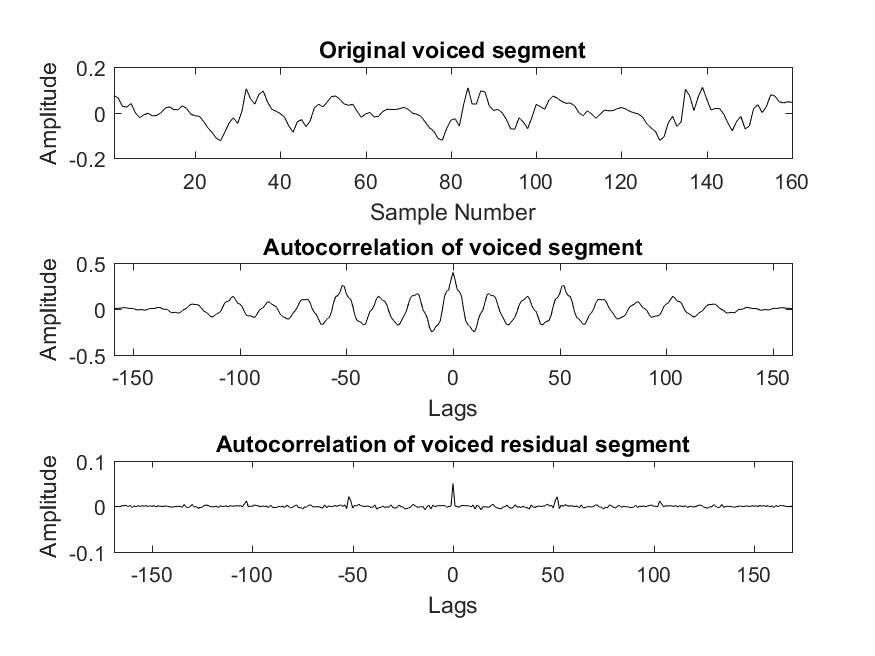 Original voiced segment
0.2
0
-0.2
Amplitude
20 40 60 80 100 120 140 160
Sample Number
Autocorrelation of voiced segment
0.5
0
-0.5
Amplitude
-150 -100 -50 0 50 100 150
Lags
Autocorrelation of voiced residual segment
0.1
0
-0.1
Amplitude
-150 -100 -50 0 50 100 150
Lags